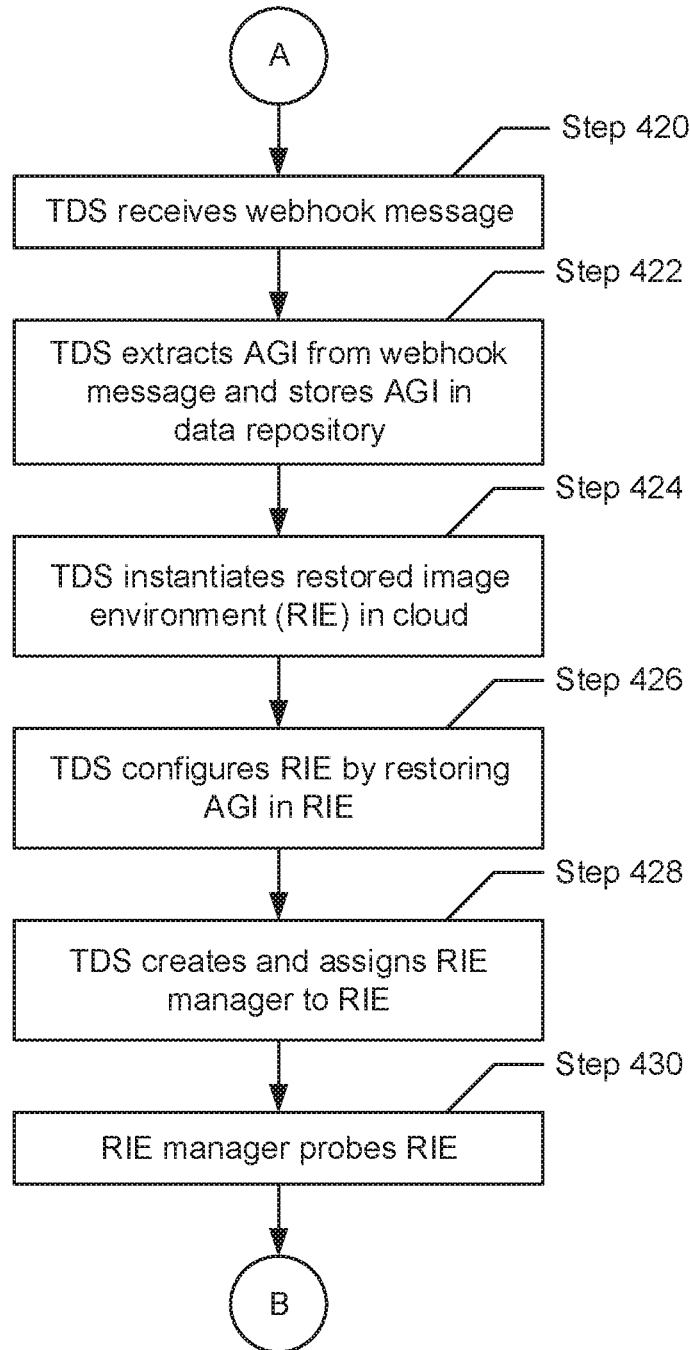 A
Step 420
TDS receives webhook message
Step 422
TDS extracts AGI from webhook
message and stores AGI in
data repository
Step 424
TDS instantiates restored image
environment (RIE) in cloud
Step 426
TDS configures RIE by restoring
AGI in RIE
Step 428
TDS creates and assigns RIE
manager to RIE
Step 430
RIE manager probes RIE
B